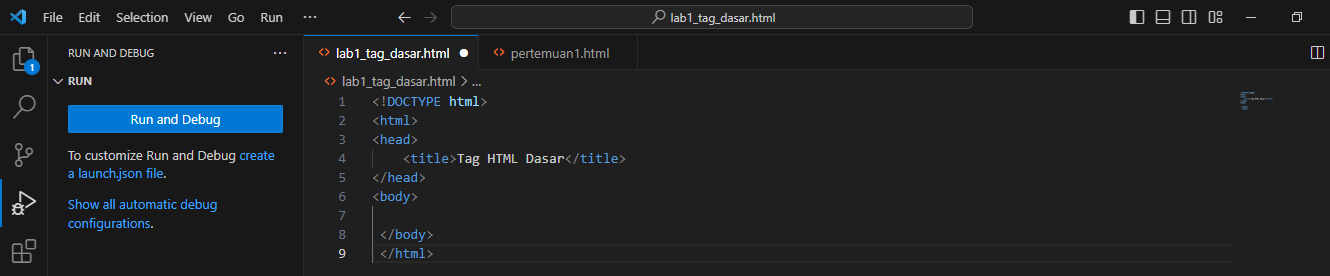 File Edit Selection View Go Run ··· lab1_tag_dasar.html
RUN AND DEBUG ···
RUN
Run and Debug
To customize Run and Debug create
a launch.json file.
Show all automatic debug
configurations.
1
lab1_tag_dasar.html pertemuan1.html
lab1_tag_dasar.html > ...
1 <!DOCTYPE html>
2 <html>
3 <head>
4     <title>Tag HTML Dasar</title>
5 </head>
6 <body>
7
8  </body>
9  </html>